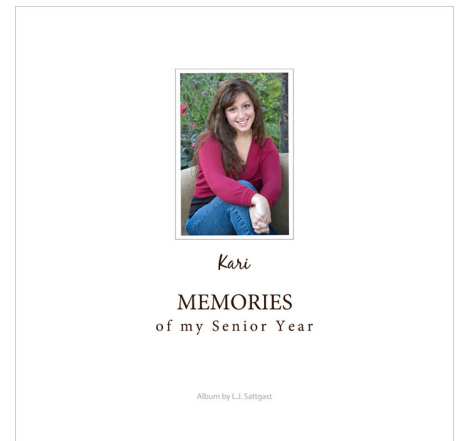 Kari
MEMORIES
of my Senior Year
Album by L.J. Sattgast